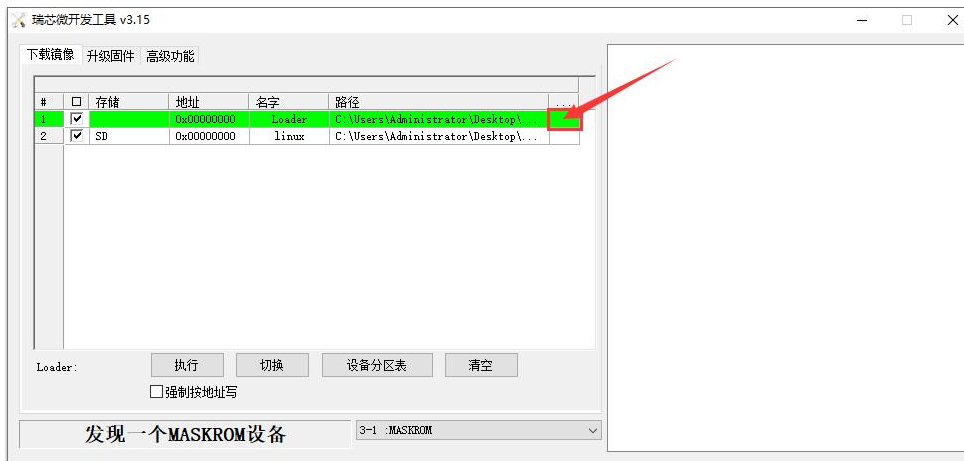 瑞芯微开发工具 v3.15
下载镜像 升级固件 高级功能
# 存储 地址 名字 路径 ...
1 0x00000000 Loader C:\Users\Administrator\Desktop\...
2 SD 0x00000000 linux C:\Users\Administrator\Desktop\...
Loader: 执行 切换 设备分区表 清空
强制按地址写
发现一个MASKROM设备 3-1 :MASKROM